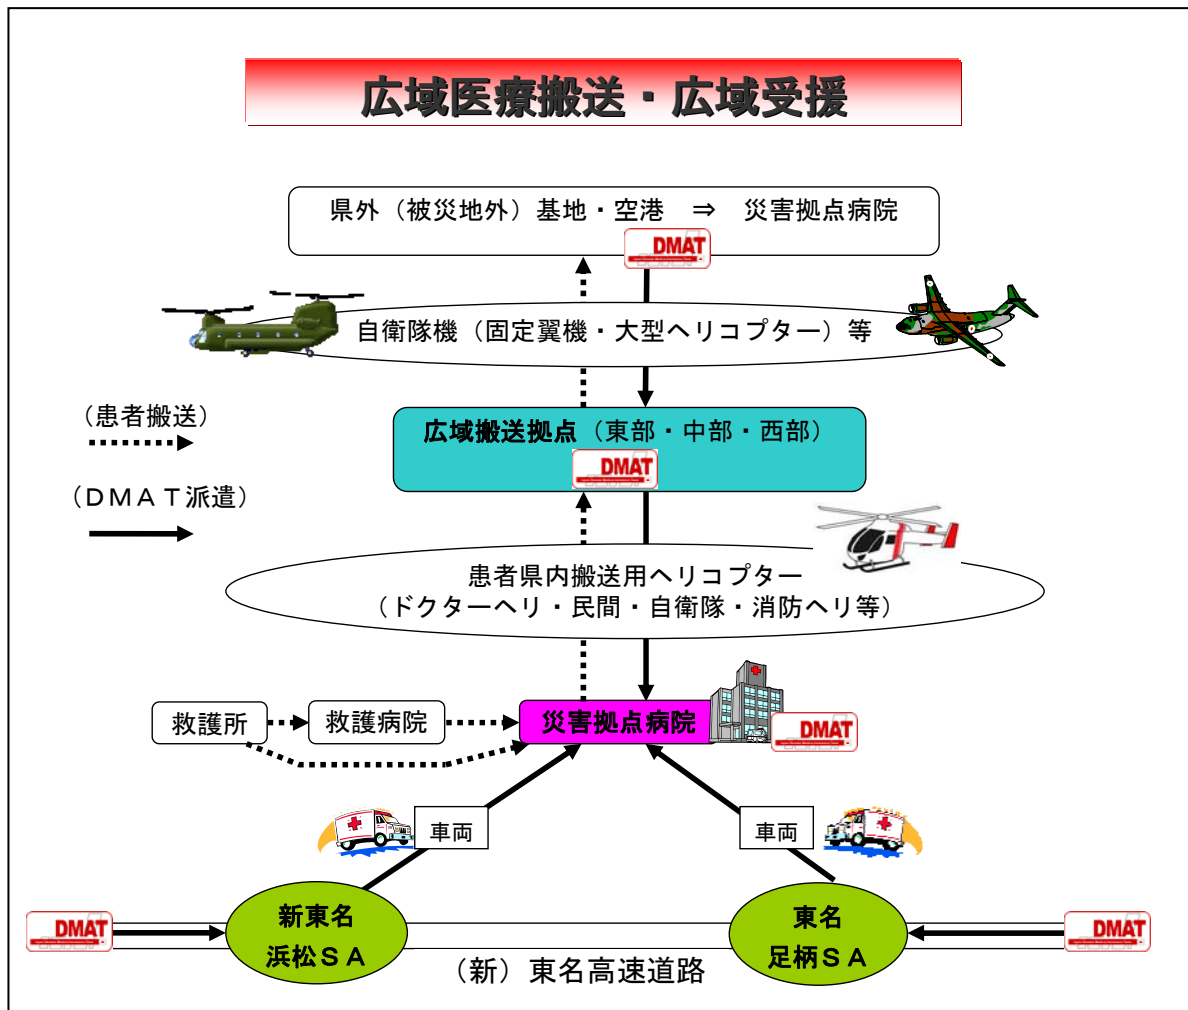 広域医療搬送・広域受援
県外（被災地外）基地・空港　⇒　災害拠点病院
DMAT
自衛隊機（固定翼機・大型ヘリコプター）等
（患者搬送）
広域搬送拠点（東部・中部・西部）
DMAT
（ＤＭＡＴ派遣）
患者県内搬送用ヘリコプター
（ドクターヘリ・民間・自衛隊・消防ヘリ等）
救護所
救護病院
災害拠点病院
DMAT
車両
車両
新東名
浜松ＳＡ
東名
足柄ＳＡ
DMAT
DMAT
（新）東名高速道路